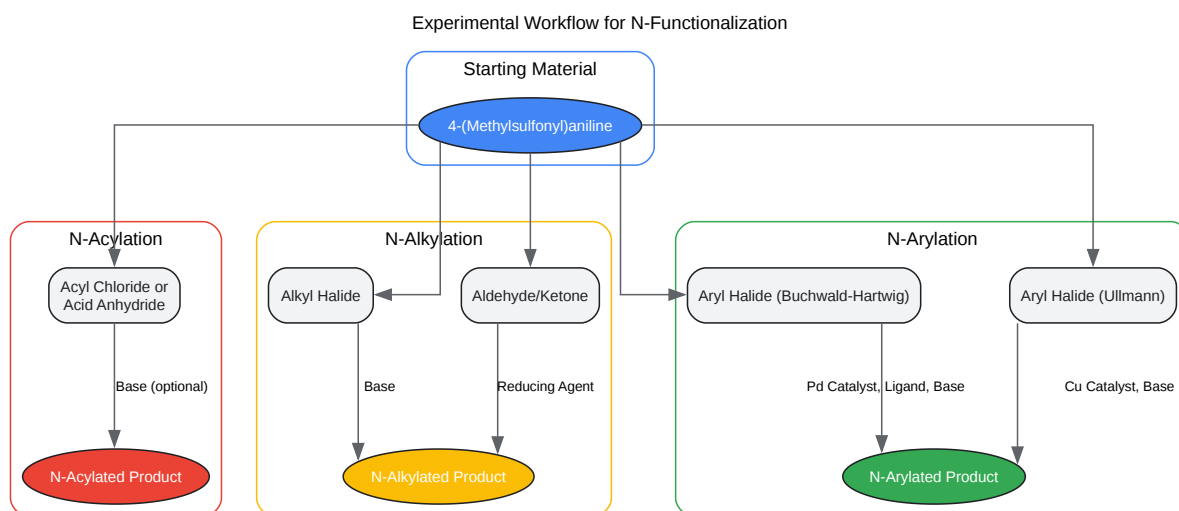 Experimental Workflow for N-Functionalization
Starting Material
4-(Methylsulfonyl)aniline
N-Acylation
N-Alkylation
N-Arylation
Acyl Chloride or
Acid Anhydride
Alkyl Halide
Aldehyde/Ketone
Aryl Halide (Buchwald-Hartwig)
Aryl Halide (Ullmann)
Base (optional)
Base
Reducing Agent
Pd Catalyst, Ligand, Base
Cu Catalyst, Base
N-Acylated Product
N-Alkylated Product
N-Arylated Product